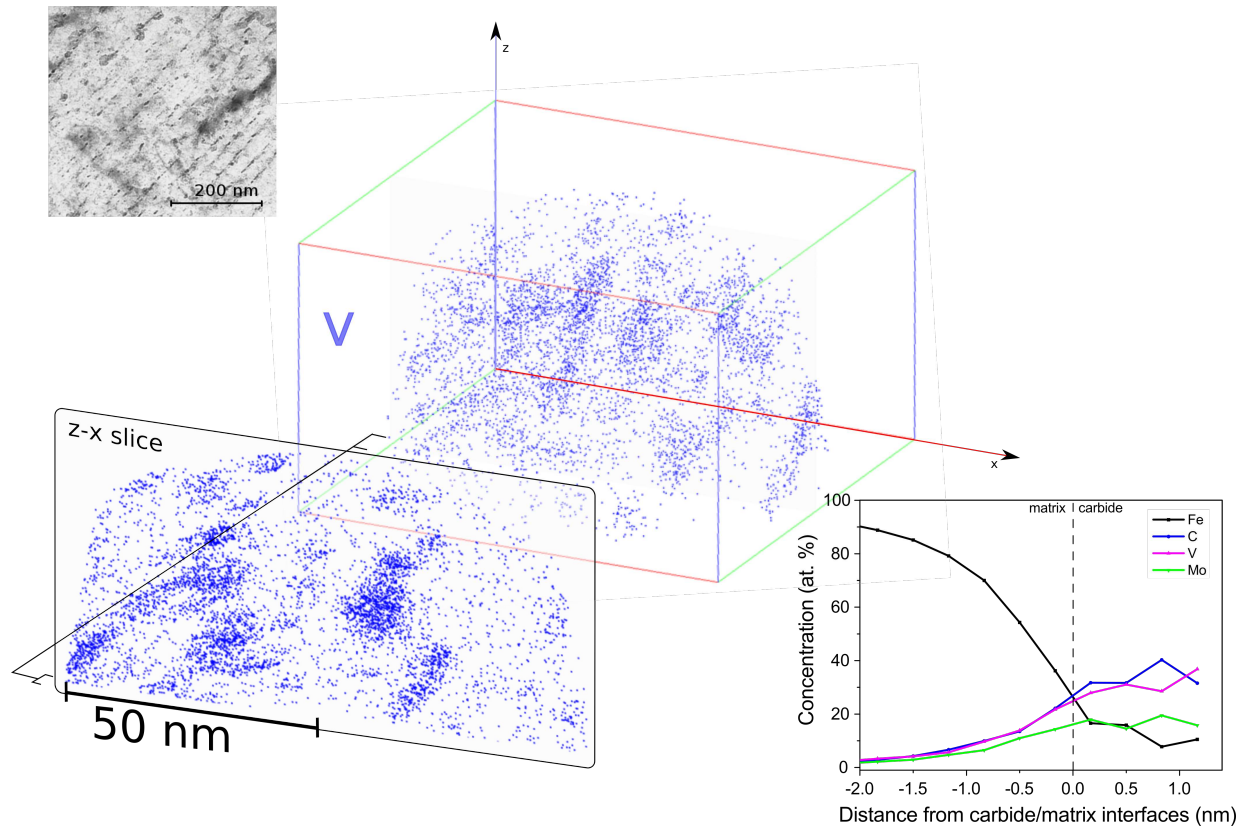 200 nm
z
V
x
z-x slice
50 nm
matrix carbide
Fe
C
V
Mo
Concentration (at. %)
100
80
60
40
20
0
-2.0 -1.5 -1.0 -0.5 0.0 0.5 1.0
Distance from carbide/matrix interfaces (nm)